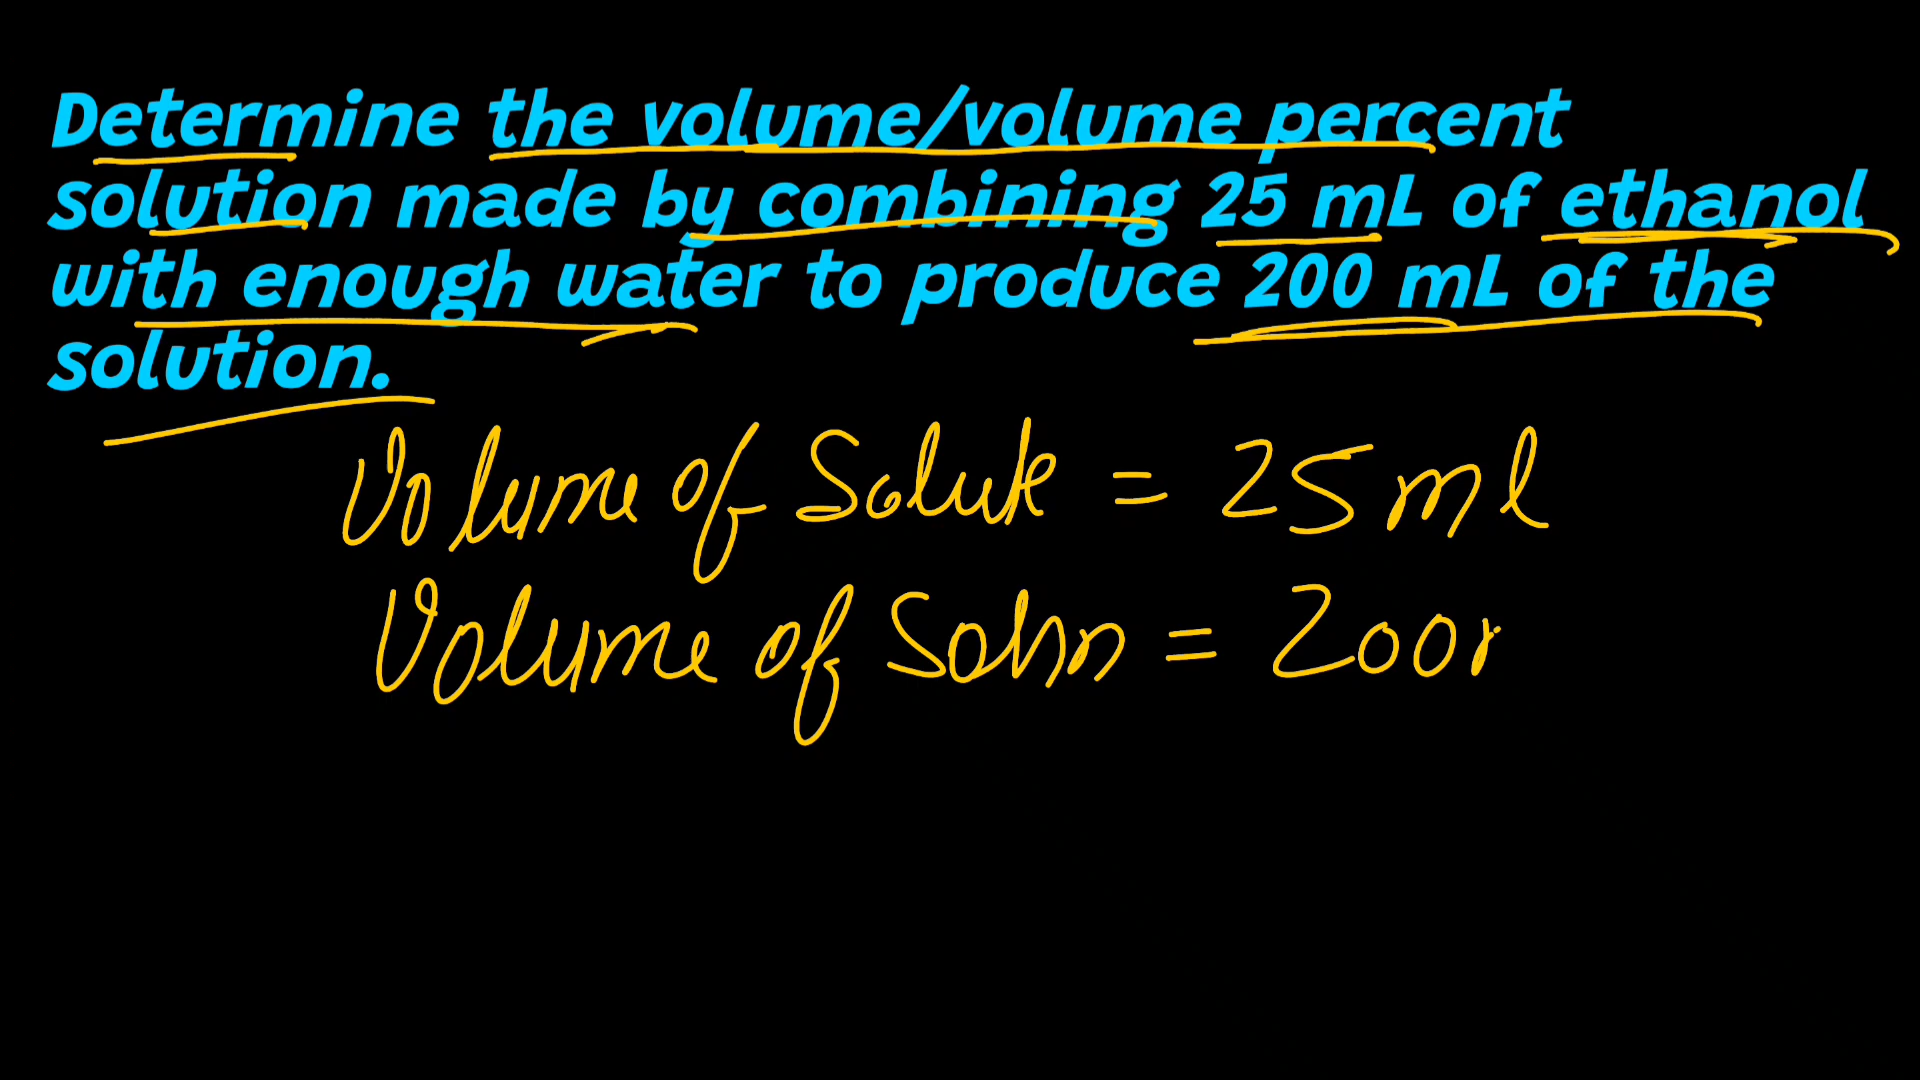 Determine the volume/volume percent
solution made by combining 25 mL of ethanol
with enough water to produce 200 mL of the
solution.
Volume of Solute = 25 ml
Volume of Soln = 200